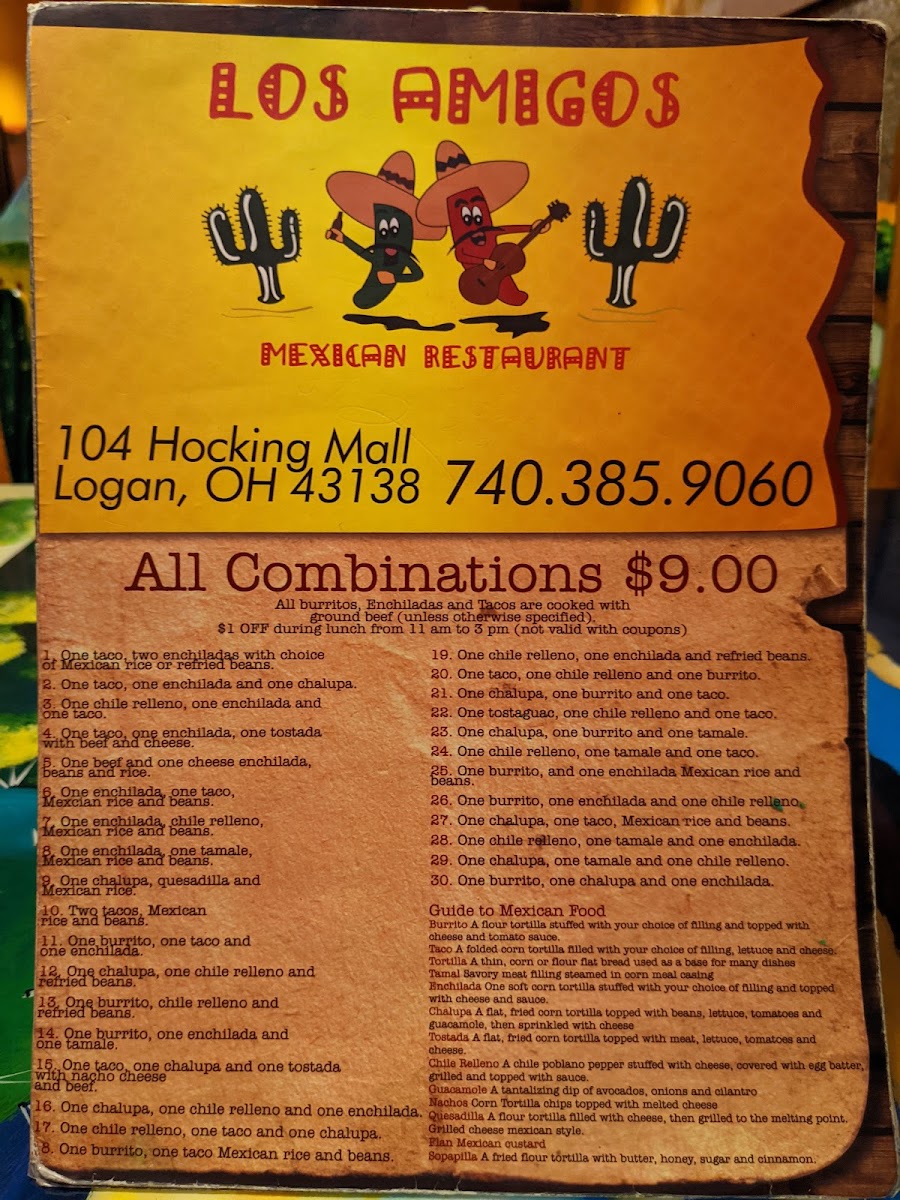 LOS AMIGOS
MEXICAN RESTAURANT
104 Hocking Mall
Logan, OH 43138
740.385.9060
All Combinations $9.00
All burritos, Enchiladas and Tacos are cooked with
ground beef (unless otherwise specified).
$1 OFF during lunch from 11 am to 3 pm (not valid with coupons)
1. One taco, two enchiladas with choice
of Mexican rice or refried beans.
2. One taco, one enchilada and one chalupa.
3. One chile relleno, one enchilada and
one taco.
4. One taco, one enchilada, one tostada
with beef and cheese.
5. One beef and one cheese enchilada,
beans and rice.
6. One enchilada, one taco,
Mexcian rice and beans.
7. One enchilada, chile relleno,
Mexican rice and beans.
8. One enchilada, one tamale,
Mexican rice and beans.
9. One chalupa, quesadilla and
Mexican rice.
10. Two tacos, Mexican
rice and beans.
11. One burrito, one taco and
one enchilada.
12. One chalupa, one chile relleno and
refried beans.
13. One burrito, chile relleno and
refried beans.
14. One burrito, one enchilada and
one tamale.
15. One taco, one chalupa and one tostada
with nacho cheese
and beef.
16. One chalupa, one chile relleno and one enchilada.
17. One chile relleno, one taco and one chalupa.
8. One burrito, one taco Mexican rice and beans.
19. One chile relleno, one enchilada and refried beans.
20. One taco, one chile relleno and one burrito.
21. One chalupa, one burrito and one taco.
22. One tostaguac, one chile relleno and one taco.
23. One chalupa, one burrito and one tamale.
24. One chile relleno, one tamale and one taco.
25. One burrito, and one enchilada Mexican rice and
beans.
26. One burrito, one enchilada and one chile relleno.
27. One chalupa, one taco, Mexican rice and beans.
28. One chile relleno, one tamale and one enchilada.
29. One chalupa, one tamale and one chile relleno.
30. One burrito, one chalupa and one enchilada.
Guide to Mexican Food
Burrito A flour tortilla stuffed with your choice of filling and topped with
cheese and tomato sauce.
Taco A folded corn tortilla filled with your choice of filling, lettuce and cheese.
Tortilla A thin, corn or flour flat bread used as a base for many dishes
Tamal Savory meat filling steamed in corn meal casing
Enchilada One soft corn tortilla stuffed with your choice of filling and topped
with cheese and sauce.
Chalupa A flat, fried corn tortilla topped with beans, lettuce, tomatoes and
guacamole, then sprinkled with cheese
Tostada A flat, fried corn tortilla topped with meat, lettuce, tomatoes and
cheese.
Chile Relleno A chile poblano pepper stuffed with cheese, covered with egg batter,
grilled and topped with sauce.
Guacamole A tantalizing dip of avocados, onions and cilantro
Nachos Corn Tortilla chips topped with melted cheese
Quesadilla A flour tortilla filled with cheese, then grilled to the melting point.
Grilled cheese mexican style.
Flan Mexican custard
Sopapilla A fried flour tortilla with butter, honey, sugar and cinnamon.